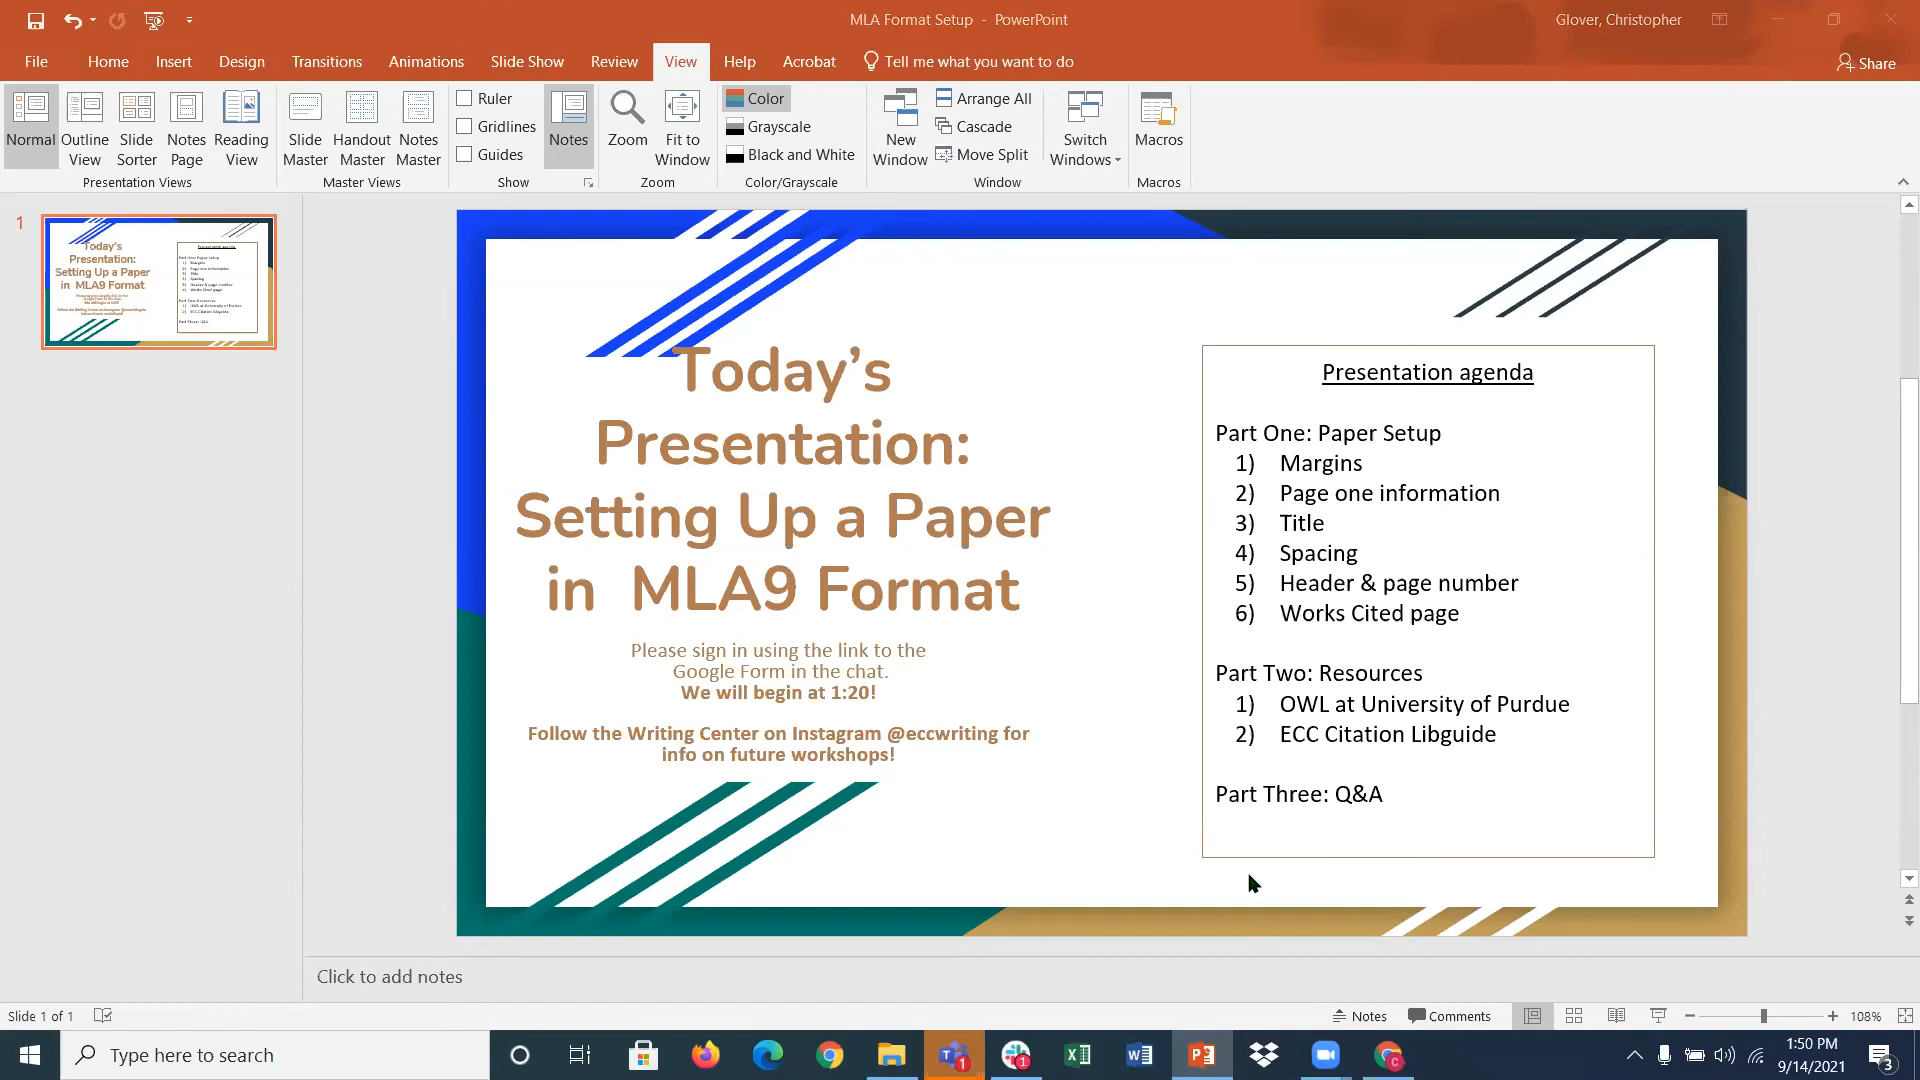 MLA Format Setup - PowerPoint
Glover, Christopher
File Home Insert Design Transitions Animations Slide Show Review View Help Acrobat Tell me what you want to do Share
Normal
Outline View
Slide Sorter
Notes Page
Reading View
Presentation Views
Slide Master
Handout Master
Notes Master
Master Views
Ruler
Gridlines
Guides
Show
Notes
Zoom
Fit to Window
Zoom
Color
Grayscale
Black and White
Color/Grayscale
New Window
Arrange All
Cascade
Move Split
Switch Windows
Window
Macros
Macros
1
Today's
Presentation:
Setting Up a Paper
in MLA9 Format
Today's
Presentation:
Setting Up a Paper
in MLA9 Format
Please sign in using the link to the
Google Form in the chat.
We will begin at 1:20!
Follow the Writing Center on Instagram @eccwriting for
info on future workshops!
Presentation agenda
Part One: Paper Setup
1) Margins
2) Page one information
3) Title
4) Spacing
5) Header & page number
6) Works Cited page
Part Two: Resources
1) OWL at University of Purdue
2) ECC Citation Libguide
Part Three: Q&A
Click to add notes
Slide 1 of 1
Notes
Comments
108%
Type here to search
1:50 PM
9/14/2021
3